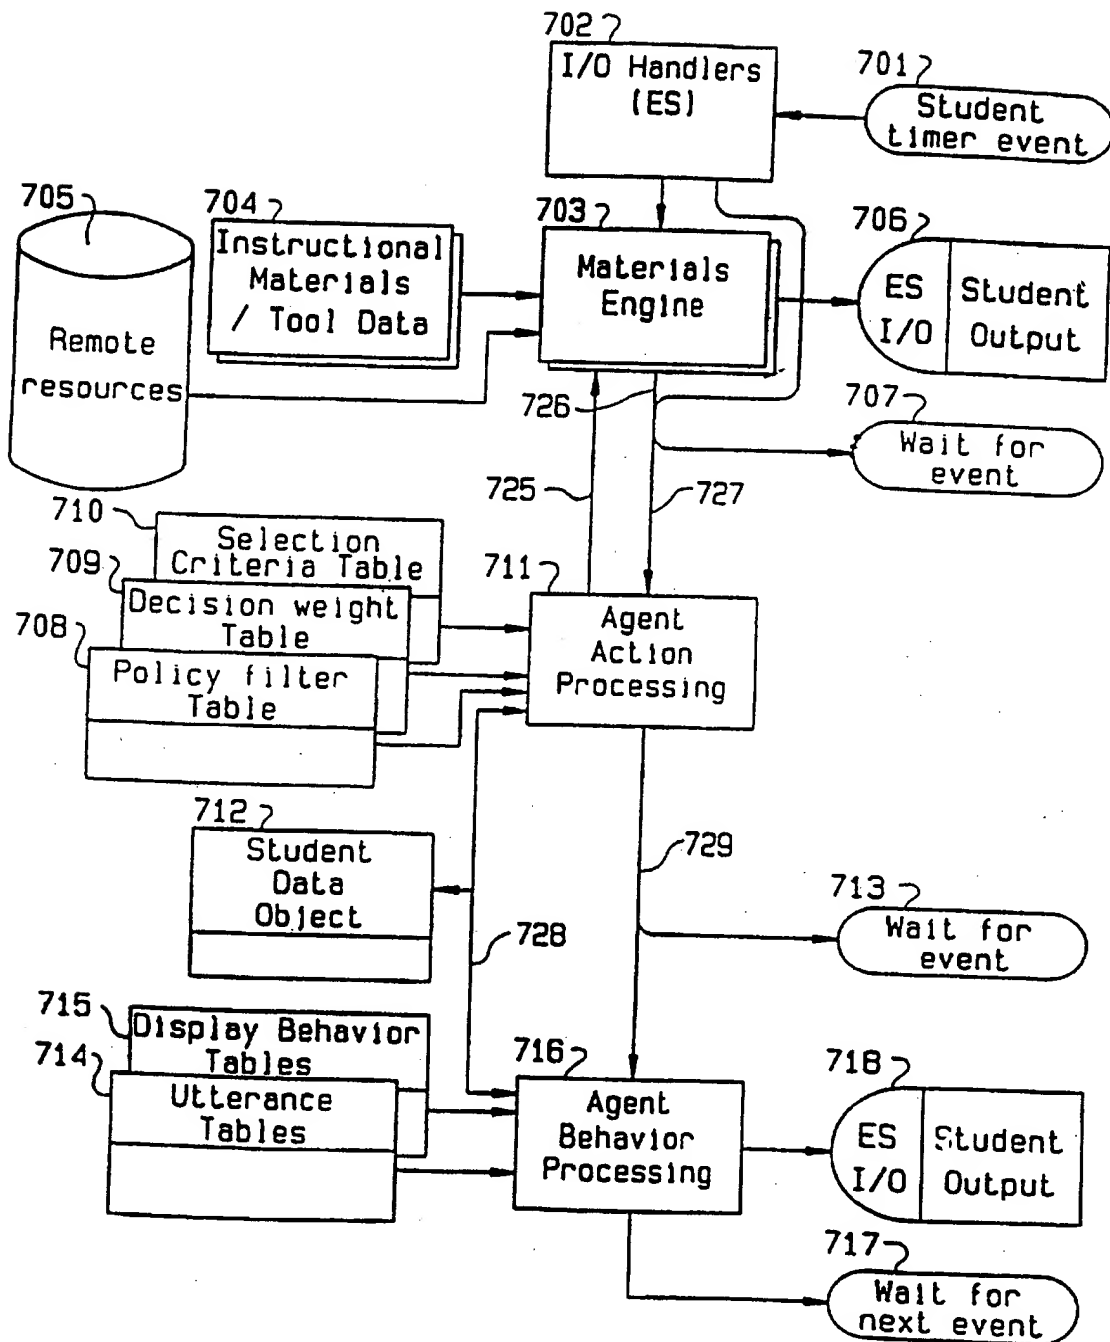 702
I/O Handlers
(ES)
701
Student
timer event
705
Remote
resources
704
Instructional
Materials
/ Tool Data
703
Materials
Engine
706
ES
I/O
Student
Output
726
707
Wait for
event
725
727
710
Selection
Criteria Table
709
Decision weight
Table
708
Policy filter
Table
711
Agent
Action
Processing
712
Student
Data
Object
729
728
713
Wait for
event
715
Display Behavior
Tables
714
Utterance
Tables
716
Agent
Behavior
Processing
718
ES
I/O
Student
Output
717
Wait for
next event